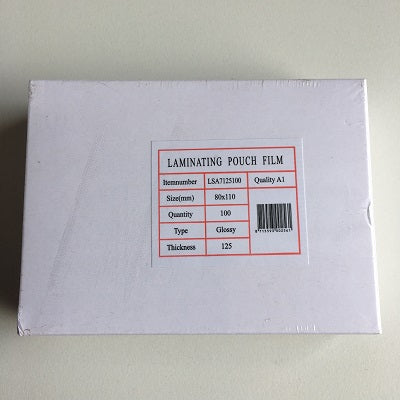 LAMINATING POUCH FILM
Itemnumber LSA7125100 Quality A1
Size(mm) 80x110
Quantity 100
Type Glossy
Thickness 125